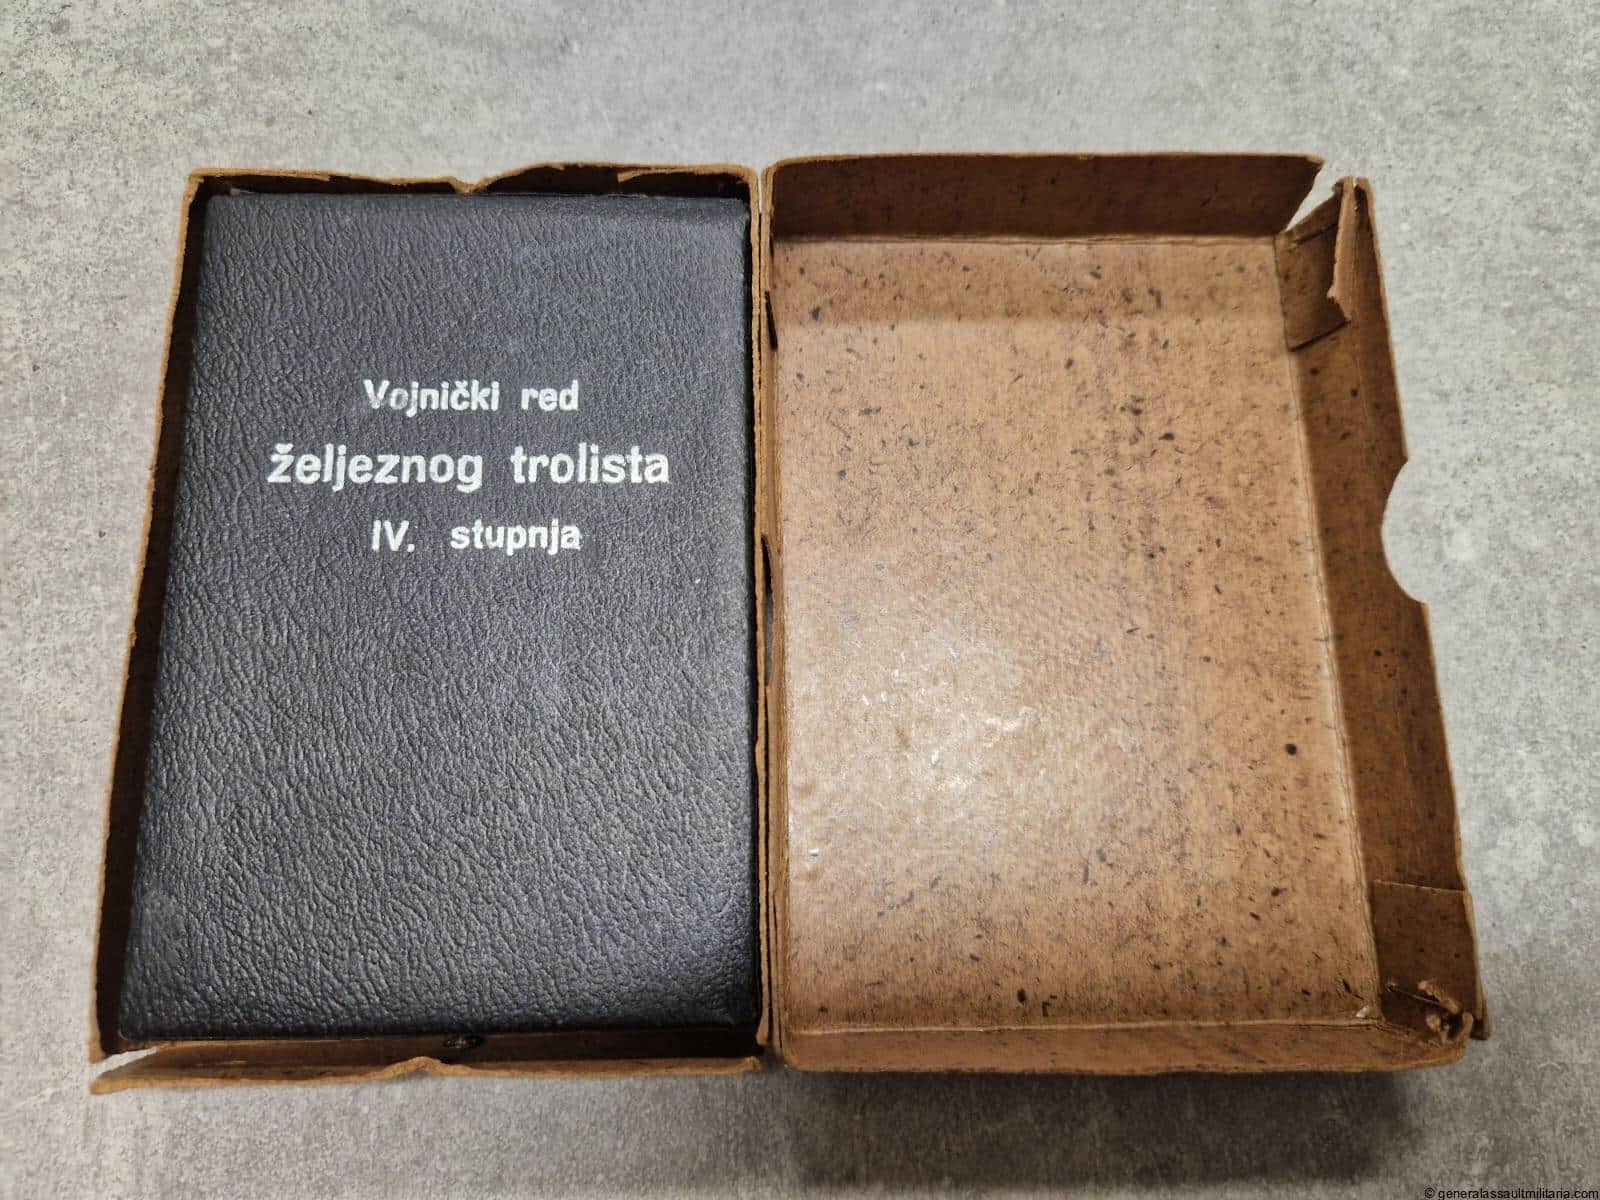 Vojnički red
željeznog trolista
IV. stupnja
© generalassaultmilitaria.com